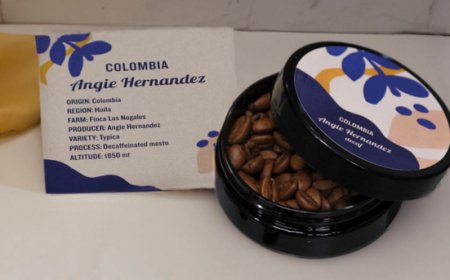 COLOMBIA
Angie Hernandez
ORIGIN: Colombia
REGION: Huila
FARM: Finca Las Nogales
PRODUCER: Angie Hernandez
VARIETY: Typica
PROCESS: Decaffeinated mosto
ALTITUDE: 1850 mt
COLOMBIA
Angie Hernandez
decaf